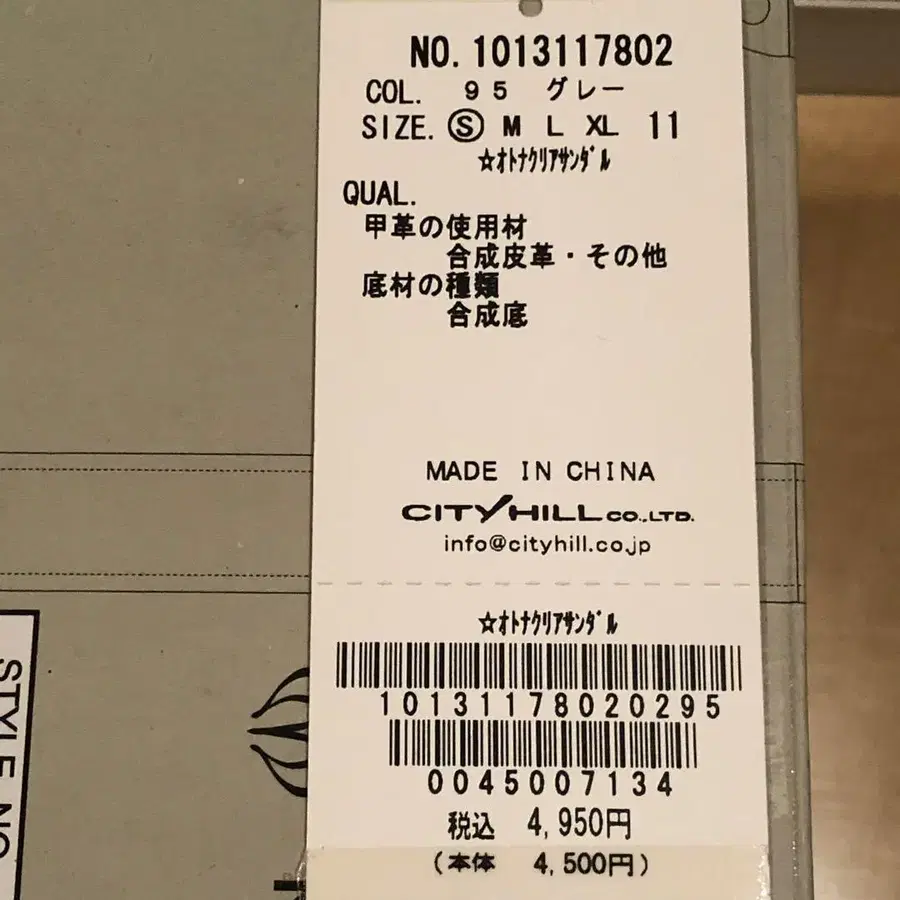 NO. 1013117802
COL. 95 グレー
SIZE. Ⓢ M L XL 11
☆オトナクリアサンダル
QUAL.
甲革の使用材
合成皮革・その他
底材の種類
合成底
MADE IN CHINA
CITY HILL CO.,LTD.
info@cityhill.co.jp
☆オトナクリアサンダル
10131178020295
0045007134
税込 4,950円
(本体 4,500円)
STYLE NO